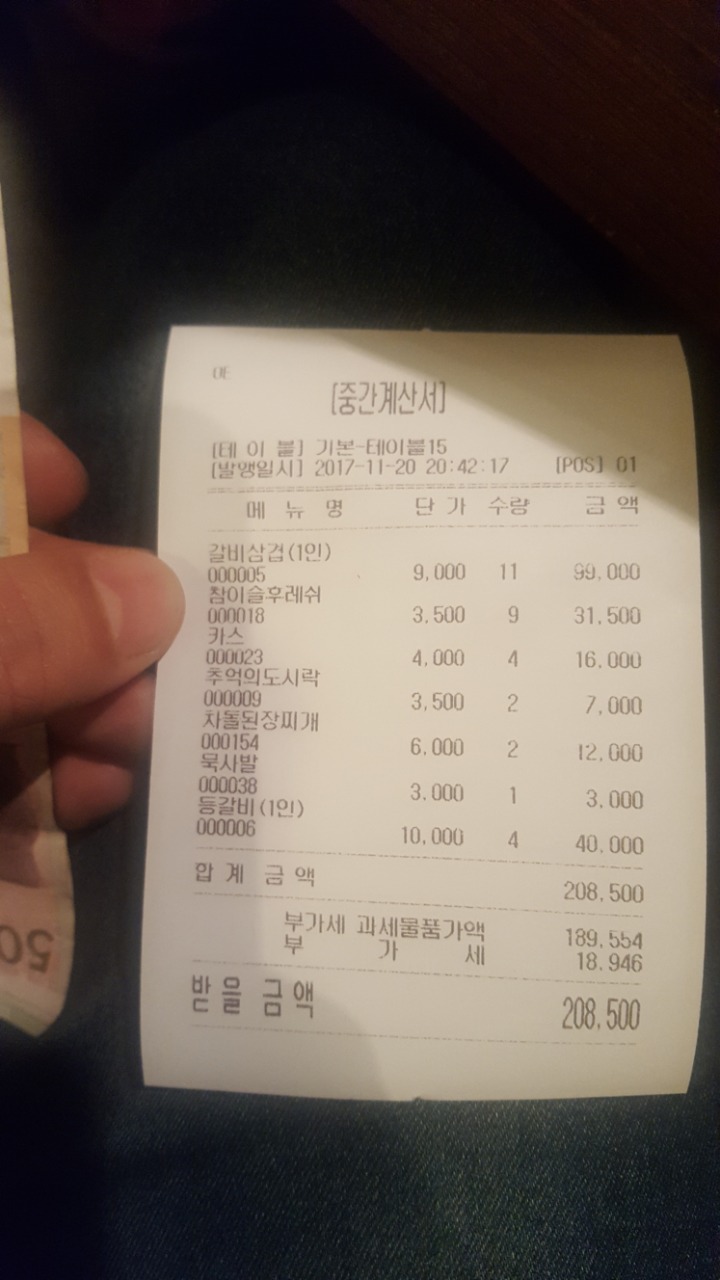 [중간계산서]
[테 이 블] 기본-테이블15
[발행일시] 2017-11-20 20:42:17 [POS] 01
메 뉴 명 단 가 수량 금 액
갈비삼겹(1인)
000005 9,000 11 99,000
참이슬후레쉬
000018 3,500 9 31,500
카스
000023 4,000 4 16,000
추억의도시락
000009 3,500 2 7,000
차돌된장찌개
000154 6,000 2 12,000
묵사발
000038 3,000 1 3,000
등갈비(1인)
000006 10,000 4 40,000
합 계 금 액 208,500
부가세 과세물품가액 189,554
부 가 세 18,946
받 을 금 액 208,500
50